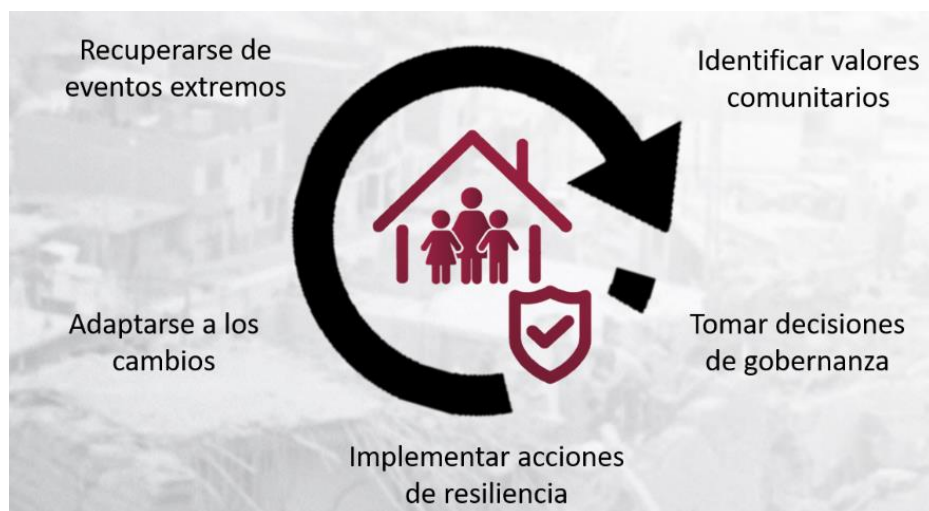 Recuperarse de
eventos extremos
Identificar valores
comunitarios
Adaptarse a los
cambios
Tomar decisiones
de gobernanza
Implementar acciones
de resiliencia